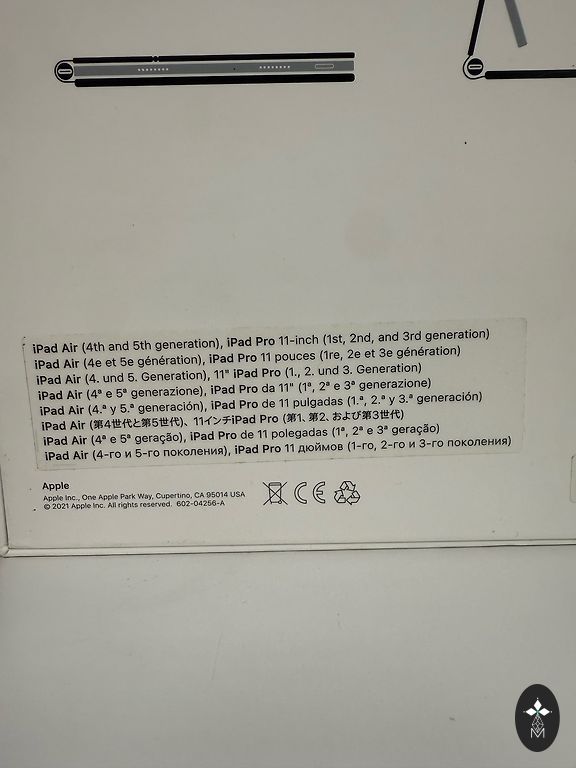 iPad Air (4th and 5th generation), iPad Pro 11-inch (1st, 2nd, and 3rd generation)
iPad Air (4e et 5e génération), iPad Pro 11 pouces (1re, 2e et 3e génération)
iPad Air (4. und 5. Generation), 11" iPad Pro (1., 2. und 3. Generation)
iPad Air (4ª e 5ª generazione), iPad Pro da 11" (1ª, 2ª e 3ª generazione)
iPad Air (4.ª y 5.ª generación), iPad Pro de 11 pulgadas (1.ª, 2.ª y 3.ª generación)
iPad Air (第4世代と第5世代)、11インチiPad Pro (第1、第2、および第3世代)
iPad Air (4ª e 5ª geração), iPad Pro de 11 polegadas (1ª, 2ª e 3ª geração)
iPad Air (4-го и 5-го поколения), iPad Pro 11 дюймов (1-го, 2-го и 3-го поколения)
Apple
Apple Inc., One Apple Park Way, Cupertino, CA 95014 USA
© 2021 Apple Inc. All rights reserved. 602-04256-A
CE
M